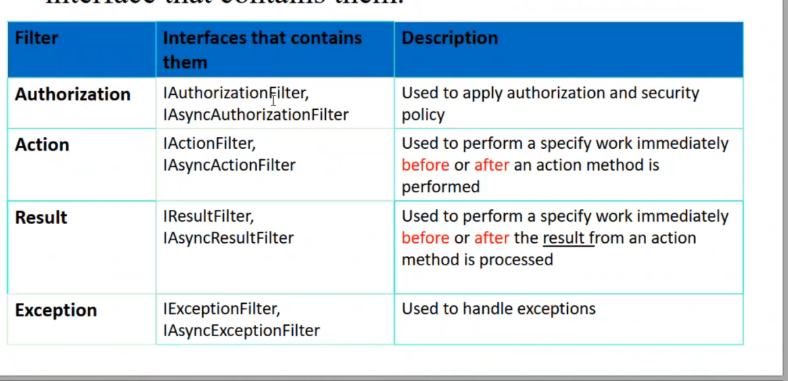 interface that contains them.
Filter
Interfaces that contains
them
Description
Authorization
IAuthorizationFilter,
IAsyncAuthorizationFilter
Used to apply authorization and security
policy
Action
IActionFilter,
IAsyncActionFilter
Used to perform a specify work immediately
before or after an action method is
performed
Result
IResultFilter,
IAsyncResultFilter
Used to perform a specify work immediately
before or after the result from an action
method is processed
Exception
IExceptionFilter,
IAsyncExceptionFilter
Used to handle exceptions